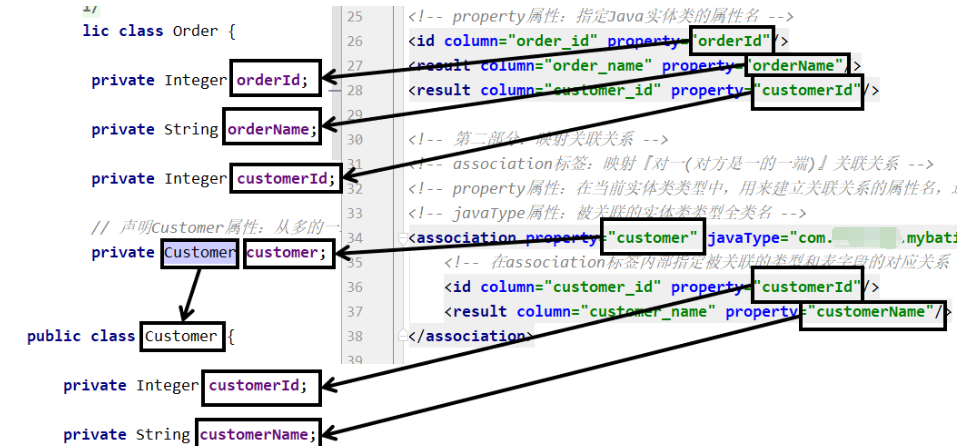 */
lic class Order {
private Integer orderId;
private String orderName;
private Integer customerId;
// 声明Customer属性: 从多的一
private Customer customer;
public class Customer {
private Integer customerId;
private String customerName;
25 <!-- property属性: 指定Java实体类的属性名 -->
26 <id column="order_id" property="orderId"/>
27 <result column="order_name" property="orderName"/>
28 <result column="customer_id" property="customerId"/>
29
30 <!-- 第二部分: 映射关联关系 -->
31 <!-- association标签: 映射『对一(对方是一的一端)』关联关系 -->
32 <!-- property属性: 在当前实体类类型中, 用来建立关联关系的属性名,
33 <!-- javaType属性: 被关联的实体类类型全类名 -->
34 <association property="customer" javaType="com. .mybati
35 <!-- 在association标签内部指定被关联的类型和表字段的对应关系
36 <id column="customer_id" property="customerId"/>
37 <result column="customer_name" property="customerName"/>
38 </association>
39